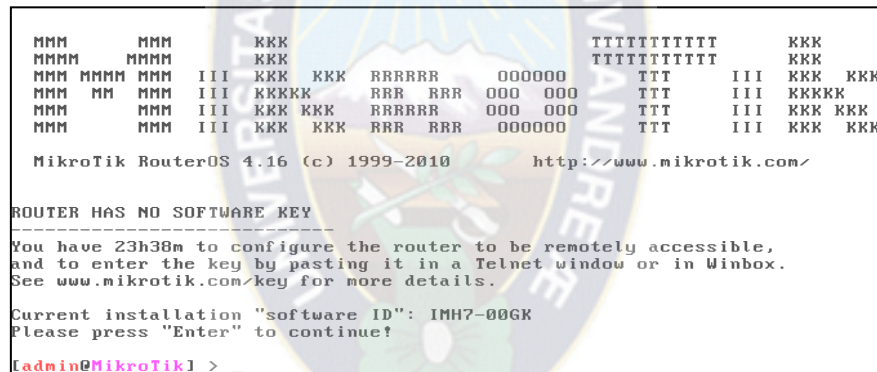 MMM          MMM       KKK                          TTTTTTTTTTT      KKK
MMMM        MMMM       KKK                          TTTTTTTTTTT      KKK
MMM MMMM MMM  III  KKK  KKK  RRRRRR     OOOOOO      TTT      III  KKK  KKK
MMM  MM  MMM  III  KKKKK     RRR  RRR  OOO  OOO     TTT      III  KKKKK
MMM      MMM  III  KKK KKK   RRRRRR    OOO  OOO     TTT      III  KKK KKK
MMM      MMM  III  KKK  KKK  RRR  RRR   OOOOOO      TTT      III  KKK  KKK
MikroTik RouterOS 4.16 (c) 1999-2010       http://www.mikrotik.com/
ROUTER HAS NO SOFTWARE KEY
----------------------------
You have 23h38m to configure the router to be remotely accessible,
and to enter the key by pasting it in a Telnet window or in Winbox.
See www.mikrotik.com/key for more details.
Current installation "software ID": IMH7-00GK
Please press "Enter" to continue!
[admin@MikroTik] > _